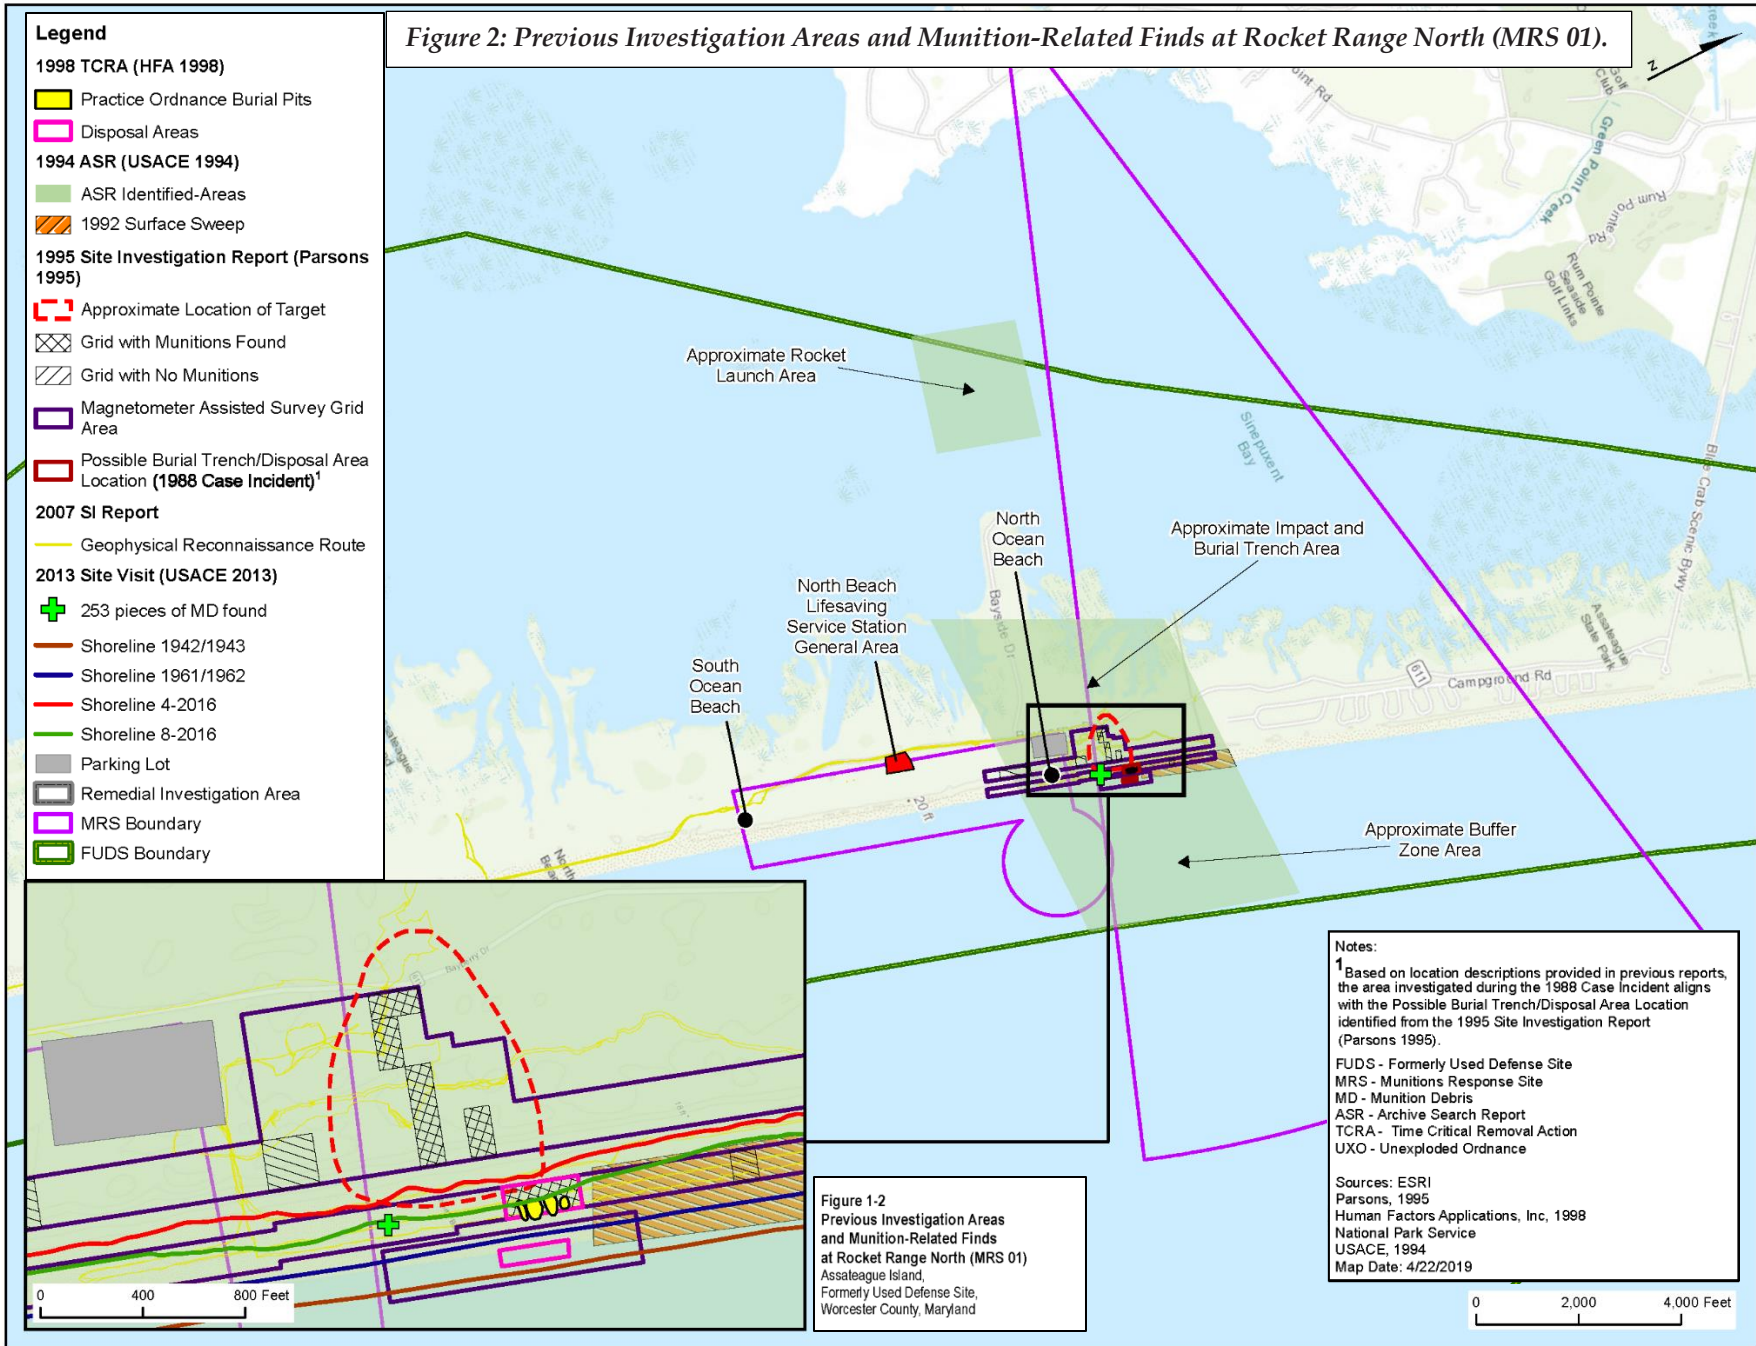 Figure 2: Previous Investigation Areas and Munition-Related Finds at Rocket Range North (MRS 01).
Legend
1998 TCRA (HFA 1998)
Practice Ordnance Burial Pits
Disposal Areas
1994 ASR (USACE 1994)
ASR Identified-Areas
1992 Surface Sweep
1995 Site Investigation Report (Parsons
1995)
Approximate Location of Target
Grid with Munitions Found
Grid with No Munitions
Magnetometer Assisted Survey Grid
Area
Possible Burial Trench/Disposal Area
Location (1988 Case Incident)1
2007 SI Report
Geophysical Reconnaissance Route
2013 Site Visit (USACE 2013)
253 pieces of MD found
Shoreline 1942/1943
Shoreline 1961/1962
Shoreline 4-2016
Shoreline 8-2016
Parking Lot
Remedial Investigation Area
MRS Boundary
FUDS Boundary
N
Point Rd
Golf
Club
Green Point Creek
Rum Pointe Rd
Rum Pointe
Seaside
Golf Links
Sinepuxent
Bay
Blue Crab Scenic Bywy
Assateague
State Park
611
Campground Rd
Bayside Dr
20 ft
Approximate Rocket
Launch Area
North
Ocean
Beach
Approximate Impact and
Burial Trench Area
North Beach
Lifesaving
Service Station
General Area
South
Ocean
Beach
Approximate Buffer
Zone Area
Bayberry Dr
0 400 800 Feet
Figure 1-2
Previous Investigation Areas
and Munition-Related Finds
at Rocket Range North (MRS 01)
Assateague Island,
Formerly Used Defense Site,
Worcester County, Maryland
Notes:
1Based on location descriptions provided in previous reports,
the area investigated during the 1988 Case Incident aligns
with the Possible Burial Trench/Disposal Area Location
identified from the 1995 Site Investigation Report
(Parsons 1995).
FUDS - Formerly Used Defense Site
MRS - Munitions Response Site
MD - Munition Debris
ASR - Archive Search Report
TCRA - Time Critical Removal Action
UXO - Unexploded Ordnance
Sources: ESRI
Parsons, 1995
Human Factors Applications, Inc, 1998
National Park Service
USACE, 1994
Map Date: 4/22/2019
0 2,000 4,000 Feet